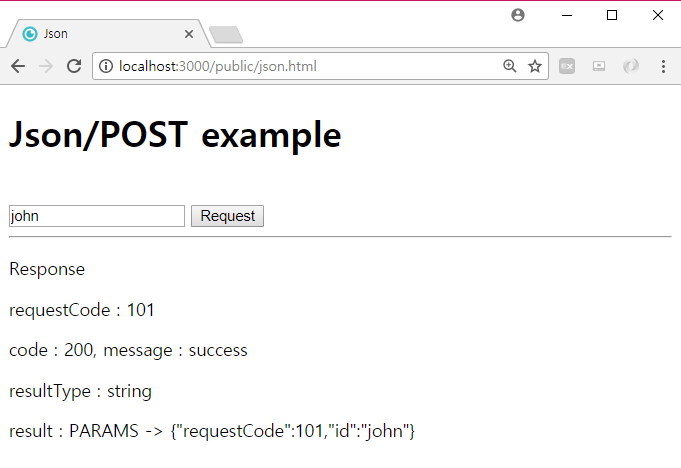 Json
localhost:3000/public/json.html
Json/POST example
john
Request
Response
requestCode : 101
code : 200, message : success
resultType : string
result : PARAMS -> {"requestCode":101,"id":"john"}